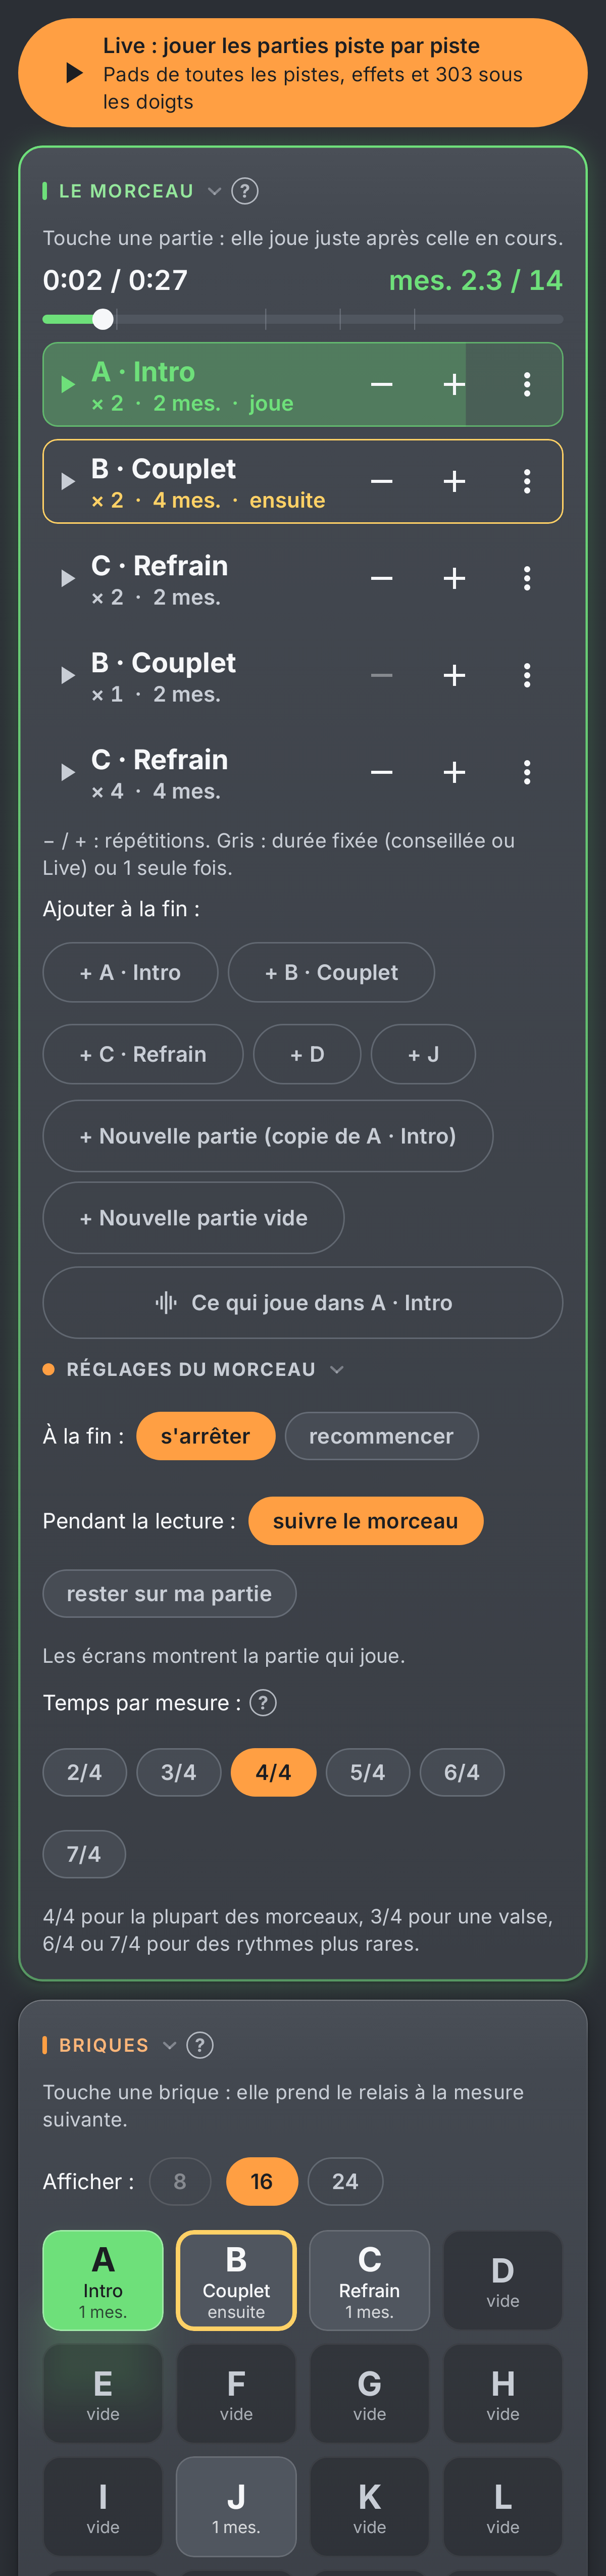 Live : jouer les parties piste par piste
Pads de toutes les pistes, effets et 303 sous
les doigts
LE MORCEAU ?
Touche une partie : elle joue juste après celle en cours.
0:02 / 0:27 mes. 2.3 / 14
A · Intro
× 2 · 2 mes. · joue
B · Couplet
× 2 · 4 mes. · ensuite
C · Refrain
× 2 · 2 mes.
B · Couplet
× 1 · 2 mes.
C · Refrain
× 4 · 4 mes.
− / + : répétitions. Gris : durée fixée (conseillée ou
Live) ou 1 seule fois.
Ajouter à la fin :
+ A · Intro + B · Couplet
+ C · Refrain + D + J
+ Nouvelle partie (copie de A · Intro)
+ Nouvelle partie vide
Ce qui joue dans A · Intro
RÉGLAGES DU MORCEAU
À la fin : s'arrêter recommencer
Pendant la lecture : suivre le morceau
rester sur ma partie
Les écrans montrent la partie qui joue.
Temps par mesure : ?
2/4 3/4 4/4 5/4 6/4
7/4
4/4 pour la plupart des morceaux, 3/4 pour une valse,
6/4 ou 7/4 pour des rythmes plus rares.
BRIQUES ?
Touche une brique : elle prend le relais à la mesure
suivante.
Afficher : 8 16 24
A B C D
Intro Couplet Refrain vide
1 mes. ensuite 1 mes.
E F G H
vide vide vide vide
I J K L
vide 1 mes. vide vide